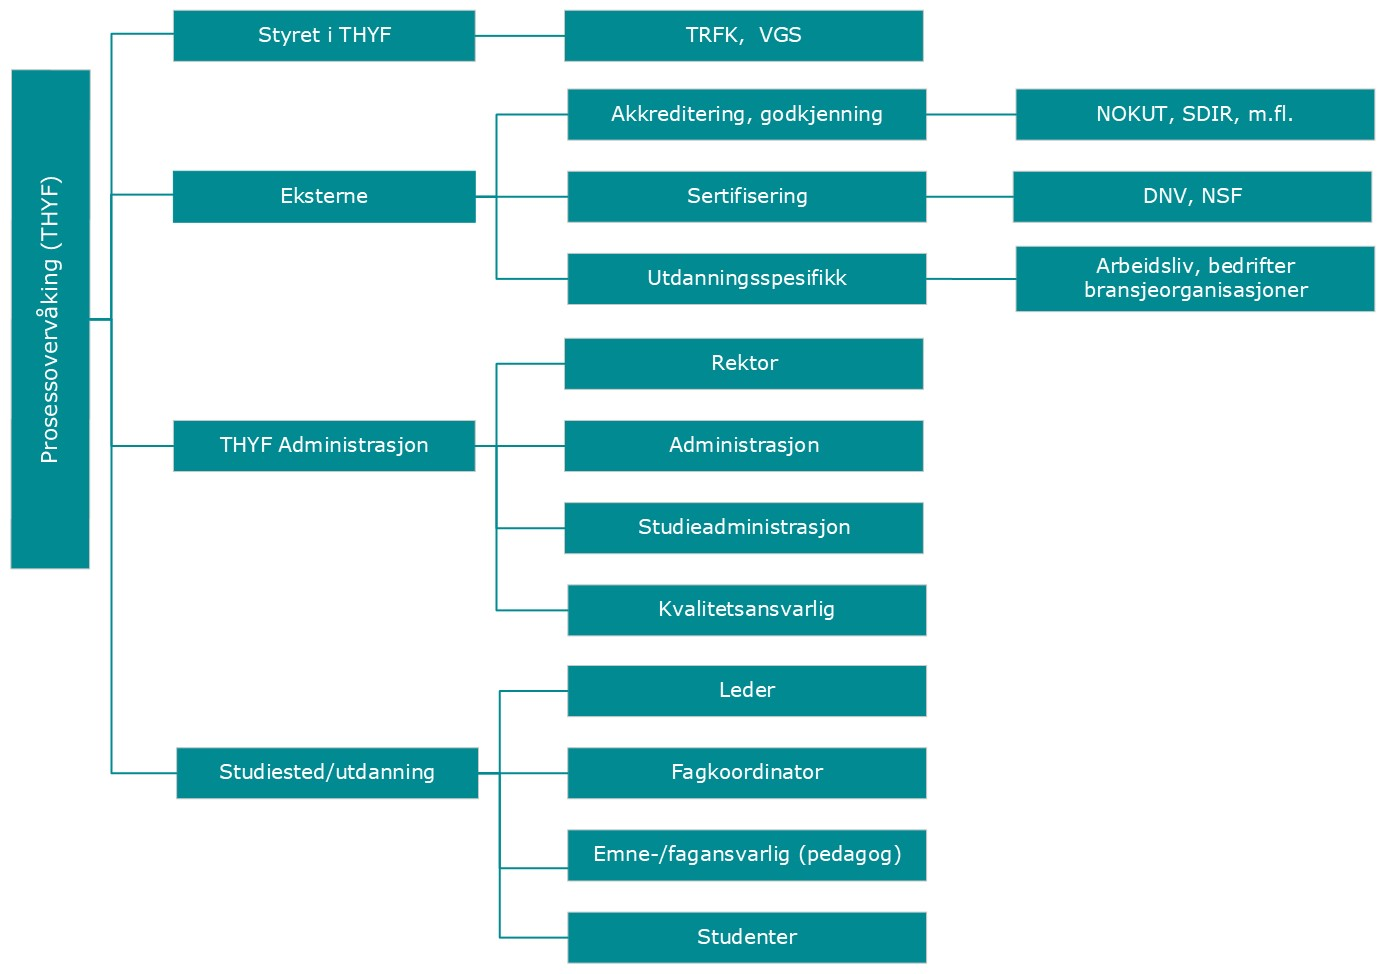 Prosessovervåking (THYF)
Styret i THYF
TRFK,  VGS
Eksterne
Akkreditering, godkjenning
NOKUT, SDIR, m.fl.
Sertifisering
DNV, NSF
Utdanningsspesifikk
Arbeidsliv, bedrifter
bransjeorganisasjoner
THYF Administrasjon
Rektor
Administrasjon
Studieadministrasjon
Kvalitetsansvarlig
Studiested/utdanning
Leder
Fagkoordinator
Emne-/fagansvarlig (pedagog)
Studenter